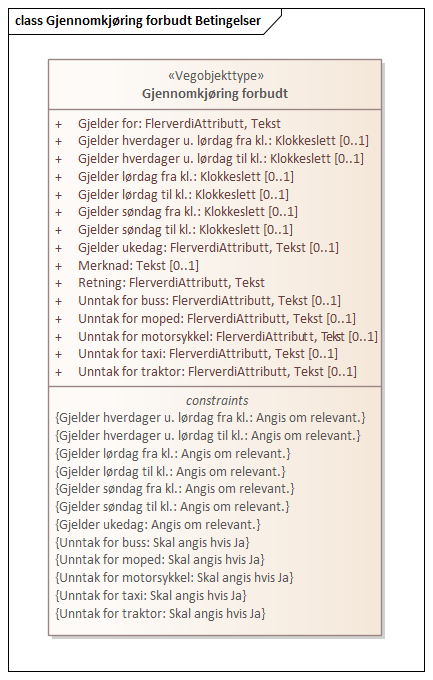 class Gjennomkjøring forbudt Betingelser
«Vegobjekttype»
Gjennomkjøring forbudt
+ Gjelder for: FlerverdiAttributt, Tekst
+ Gjelder hverdager u. lørdag fra kl.: Klokkeslett [0..1]
+ Gjelder hverdager u. lørdag til kl.: Klokkeslett [0..1]
+ Gjelder lørdag fra kl.: Klokkeslett [0..1]
+ Gjelder lørdag til kl.: Klokkeslett [0..1]
+ Gjelder søndag fra kl.: Klokkeslett [0..1]
+ Gjelder søndag til kl.: Klokkeslett [0..1]
+ Gjelder ukedag: FlerverdiAttributt, Tekst [0..1]
+ Merknad: Tekst [0..1]
+ Retning: FlerverdiAttributt, Tekst
+ Unntak for buss: FlerverdiAttributt, Tekst [0..1]
+ Unntak for moped: FlerverdiAttributt, Tekst [0..1]
+ Unntak for motorsykkel: FlerverdiAttributt, Tekst [0..1]
+ Unntak for taxi: FlerverdiAttributt, Tekst [0..1]
+ Unntak for traktor: FlerverdiAttributt, Tekst [0..1]
constraints
{Gjelder hverdager u. lørdag fra kl.: Angis om relevant.}
{Gjelder hverdager u. lørdag til kl.: Angis om relevant.}
{Gjelder lørdag fra kl.: Angis om relevant.}
{Gjelder lørdag til kl.: Angis om relevant.}
{Gjelder søndag fra kl.: Angis om relevant.}
{Gjelder søndag til kl.: Angis om relevant.}
{Gjelder ukedag: Angis om relevant.}
{Unntak for buss: Skal angis hvis Ja}
{Unntak for moped: Skal angis hvis Ja}
{Unntak for motorsykkel: Skal angis hvis Ja}
{Unntak for taxi: Skal angis hvis Ja}
{Unntak for traktor: Skal angis hvis Ja}